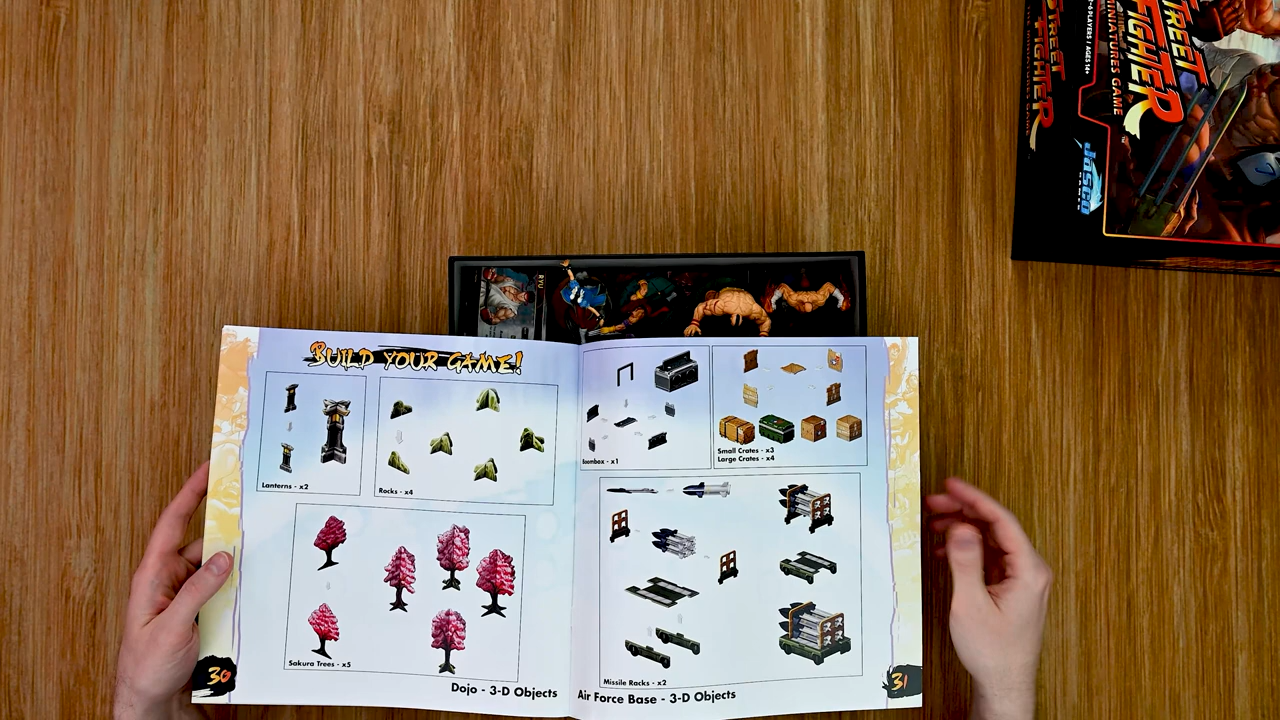 STREET
FIGHTER
MINIATURES GAME
STREET
FIGHTER
2-6 PLAYERS / AGES 14+
Jasco
GAMES
RYU
BUILD YOUR GAME!
Lanterns - x2
Rocks - x4
Sakura Trees - x5
30
Dojo - 3-D Objects
Boombox - x1
Small Crates - x3
Large Crates - x4
Missile Racks - x2
31
Air Force Base - 3-D Objects